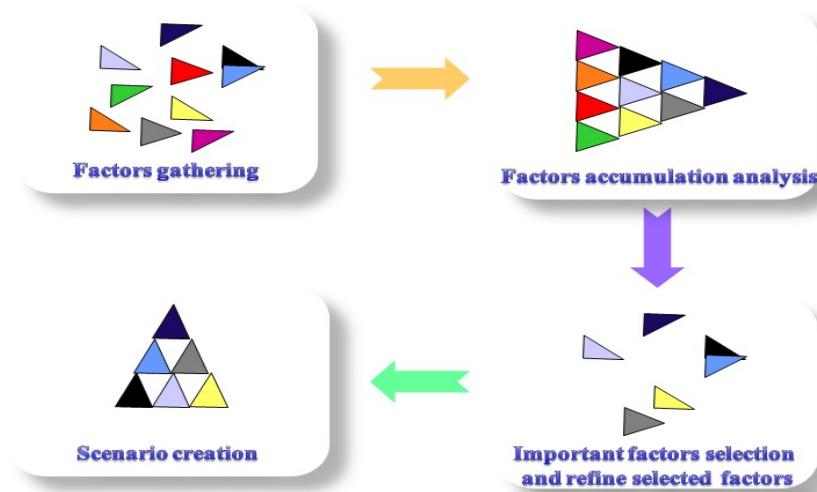 Factors gathering
Factors accumulation analysis
Scenario creation
Important factors selection
and refine selected factors